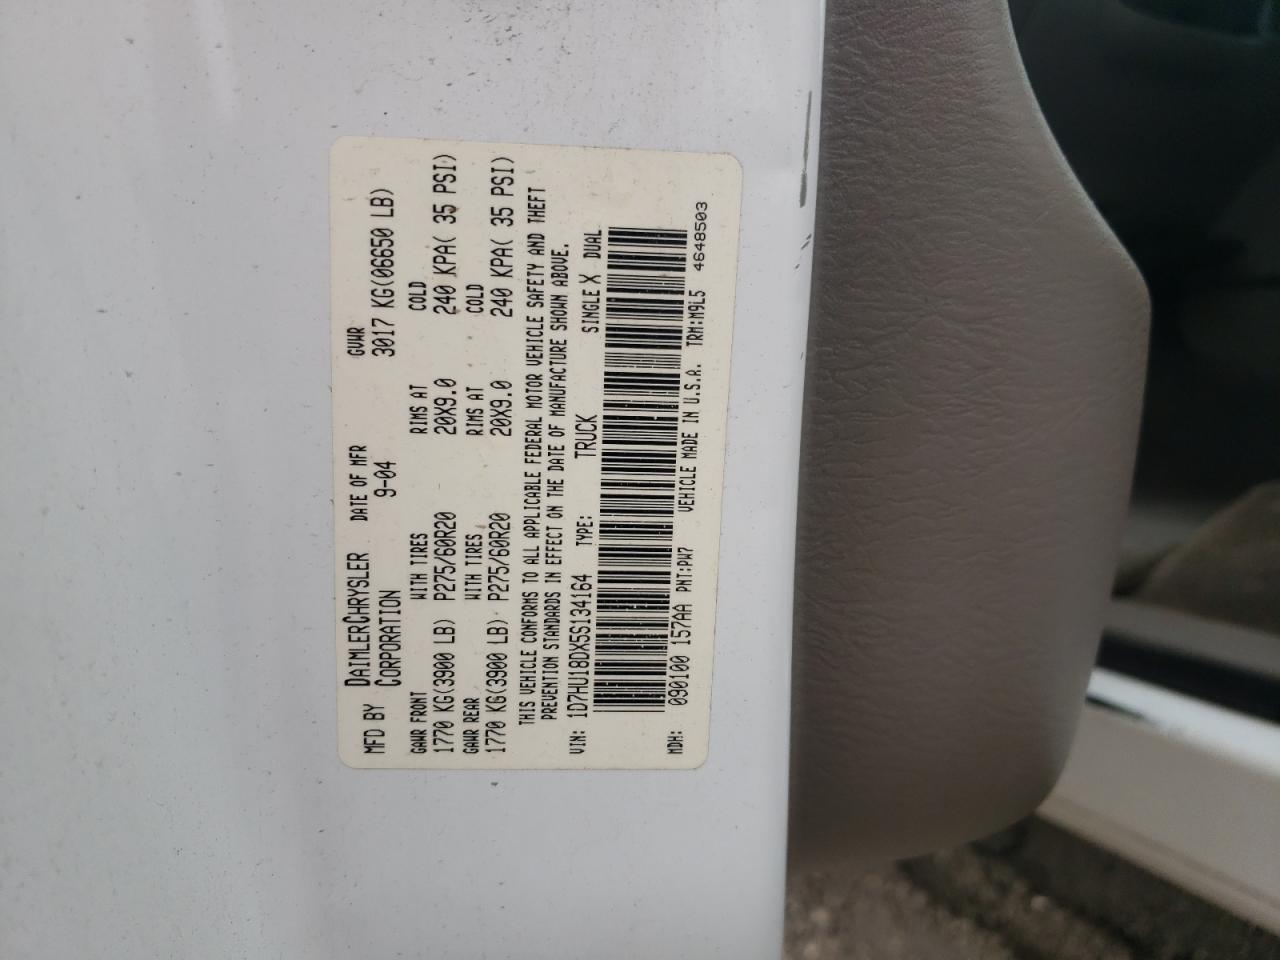 MFD BY DAIMLERCHRYSLER CORPORATION DATE OF MFR 9-04 GVWR 3017 KG(06650 LB)
GAWR FRONT WITH TIRES RIMS AT COLD
1770 KG(3900 LB) P275/60R20 20X9.0 240 KPA( 35 PSI)
GAWR REAR WITH TIRES RIMS AT COLD
1770 KG(3900 LB) P275/60R20 20X9.0 240 KPA( 35 PSI)
THIS VEHICLE CONFORMS TO ALL APPLICABLE FEDERAL MOTOR VEHICLE SAFETY AND THEFT
PREVENTION STANDARDS IN EFFECT ON THE DATE OF MANUFACTURE SHOWN ABOVE.
VIN: 1D7HU18DX5S134164 TYPE: TRUCK SINGLE X DUAL
MDH: 090100 157AA PNT:PW7 VEHICLE MADE IN U.S.A. TRM:M9L5 4648503